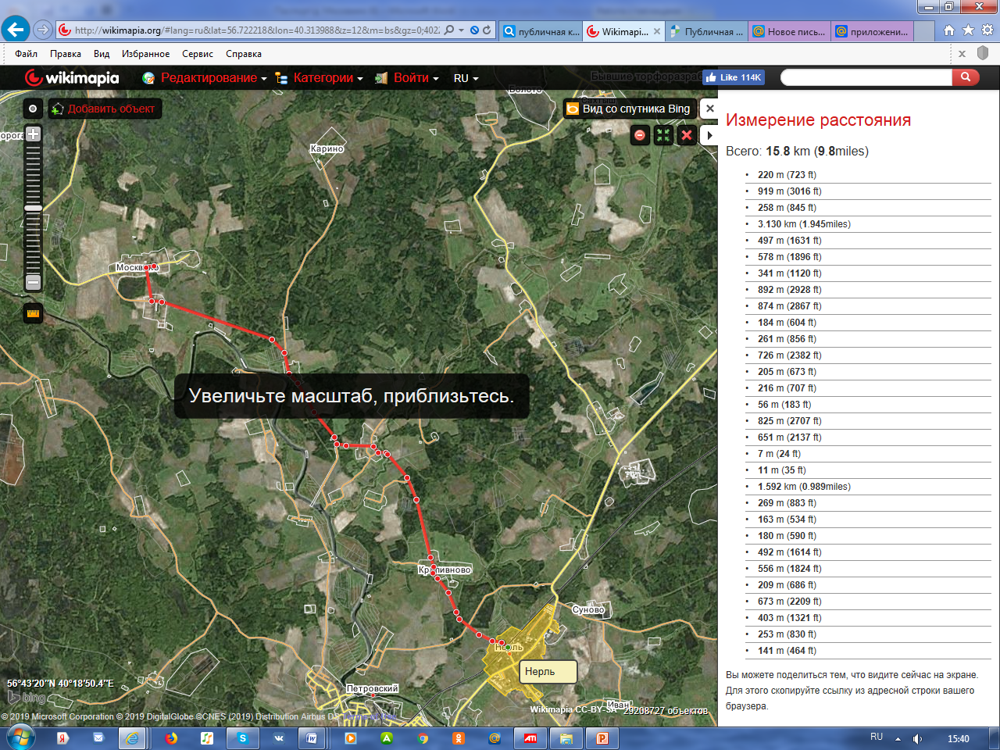 http://wikimapia.org/#lang=ru&lat=56.722218&lon=40.313988&z=12&m=bs&gz=0;402
публичная к...
Wikimapi...
Публичная ...
Новое пись...
приложени...
Файл Правка Вид Избранное Сервис Справка
wikimapia Редактирование Категории Войти RU
Бывшие торфоразраб
Like 114K
Добавить объект
Вид со спутника Bing
Болото
Карино
Москвино
Увеличьте масштаб, приблизьтесь.
Крапивново
Суново
Нерль
Нерль
Петровский
Иван
56°43'20"N 40°18'50.4"E
bing
© 2019 Microsoft Corporation © 2019 DigitalGlobe ©CNES (2019) Distribution Airbus DS
Wikimapia CC-BY-SA
29208727 объектов
Измерение расстояния
Всего: 15.8 km (9.8miles)
• 220 m (723 ft)
• 919 m (3016 ft)
• 258 m (845 ft)
• 3.130 km (1.945miles)
• 497 m (1631 ft)
• 578 m (1896 ft)
• 341 m (1120 ft)
• 892 m (2928 ft)
• 874 m (2867 ft)
• 184 m (604 ft)
• 261 m (856 ft)
• 726 m (2382 ft)
• 205 m (673 ft)
• 216 m (707 ft)
• 56 m (183 ft)
• 825 m (2707 ft)
• 651 m (2137 ft)
• 7 m (24 ft)
• 11 m (35 ft)
• 1.592 km (0.989miles)
• 269 m (883 ft)
• 163 m (534 ft)
• 180 m (590 ft)
• 492 m (1614 ft)
• 556 m (1824 ft)
• 209 m (686 ft)
• 673 m (2209 ft)
• 403 m (1321 ft)
• 253 m (830 ft)
• 141 m (464 ft)
Вы можете поделиться тем, что видите сейчас на экране.
Для этого скопируйте ссылку из адресной строки вашего
браузера.
RU
15:40